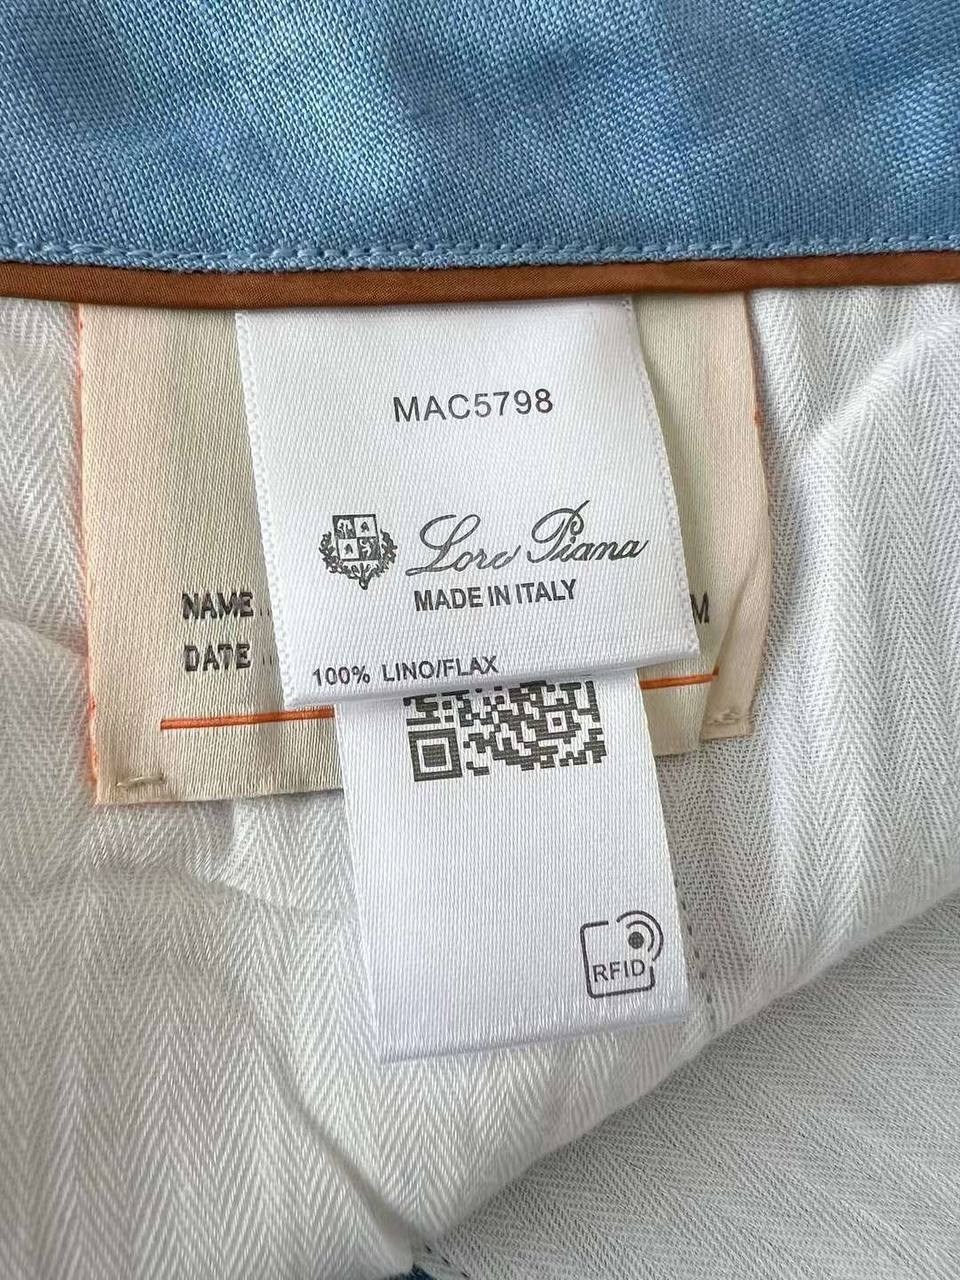 MAC5798
Loro Piana
MADE IN ITALY
NAME
M
DATE
100% LINO/FLAX
RFID